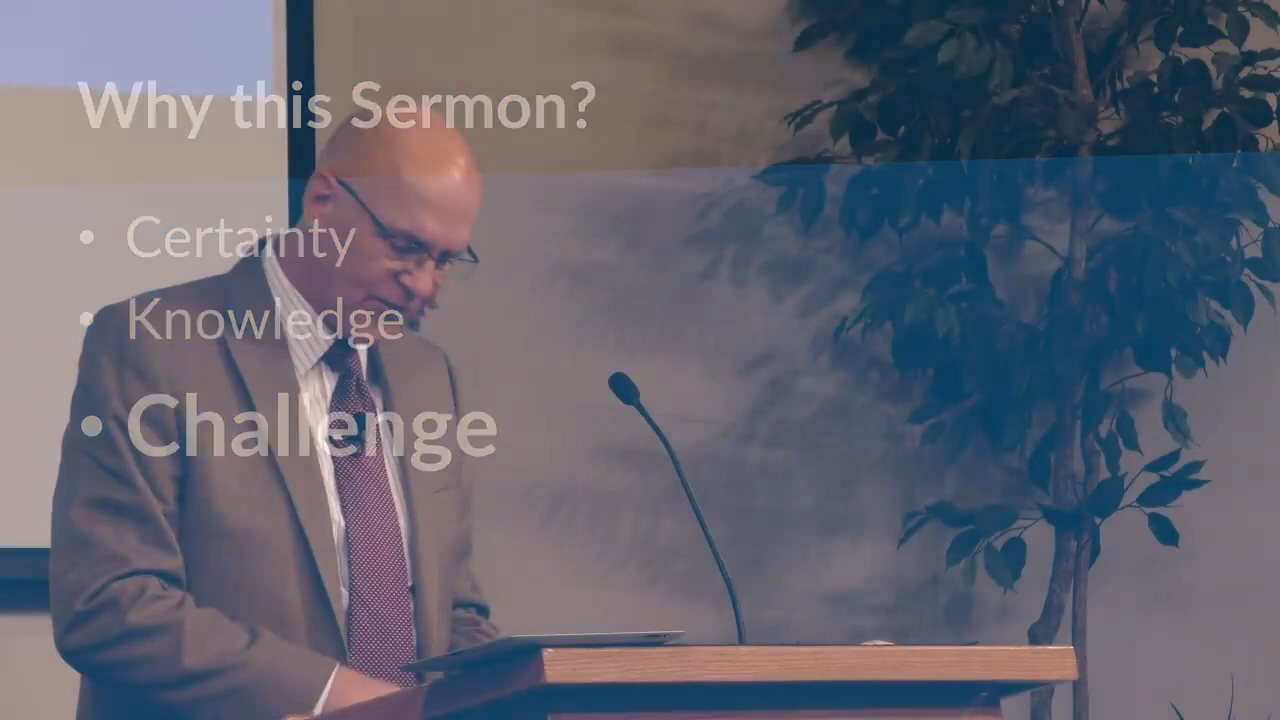 Why this Sermon?
• Certainty
• Knowledge
• Challenge